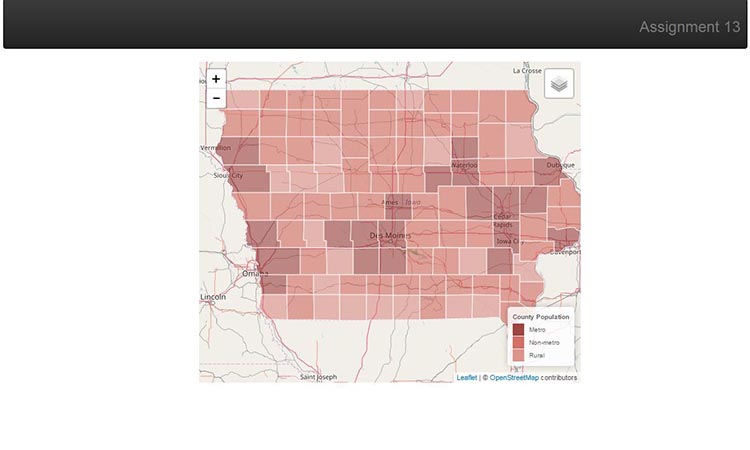 Assignment 13
+
−
La Crosse
Vermillion
Waterloo
Dubuque
Sioux City
Ames
Iowa
Cedar
Rapids
Des Moines
Iowa City
Davenport
Omaha
Lincoln
County Population
Metro
Non-metro
Rural
Saint Joseph
Leaflet | © OpenStreetMap contributors